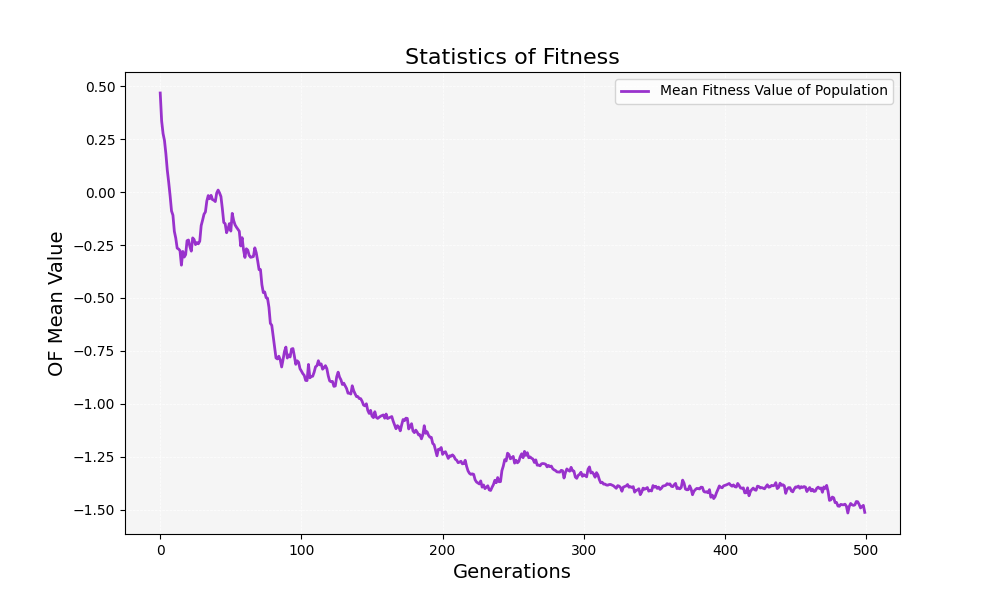 Statistics of Fitness
Mean Fitness Value of Population
OF Mean Value
0.50
0.25
0.00
−0.25
−0.50
−0.75
−1.00
−1.25
−1.50
0 100 200 300 400 500
Generations